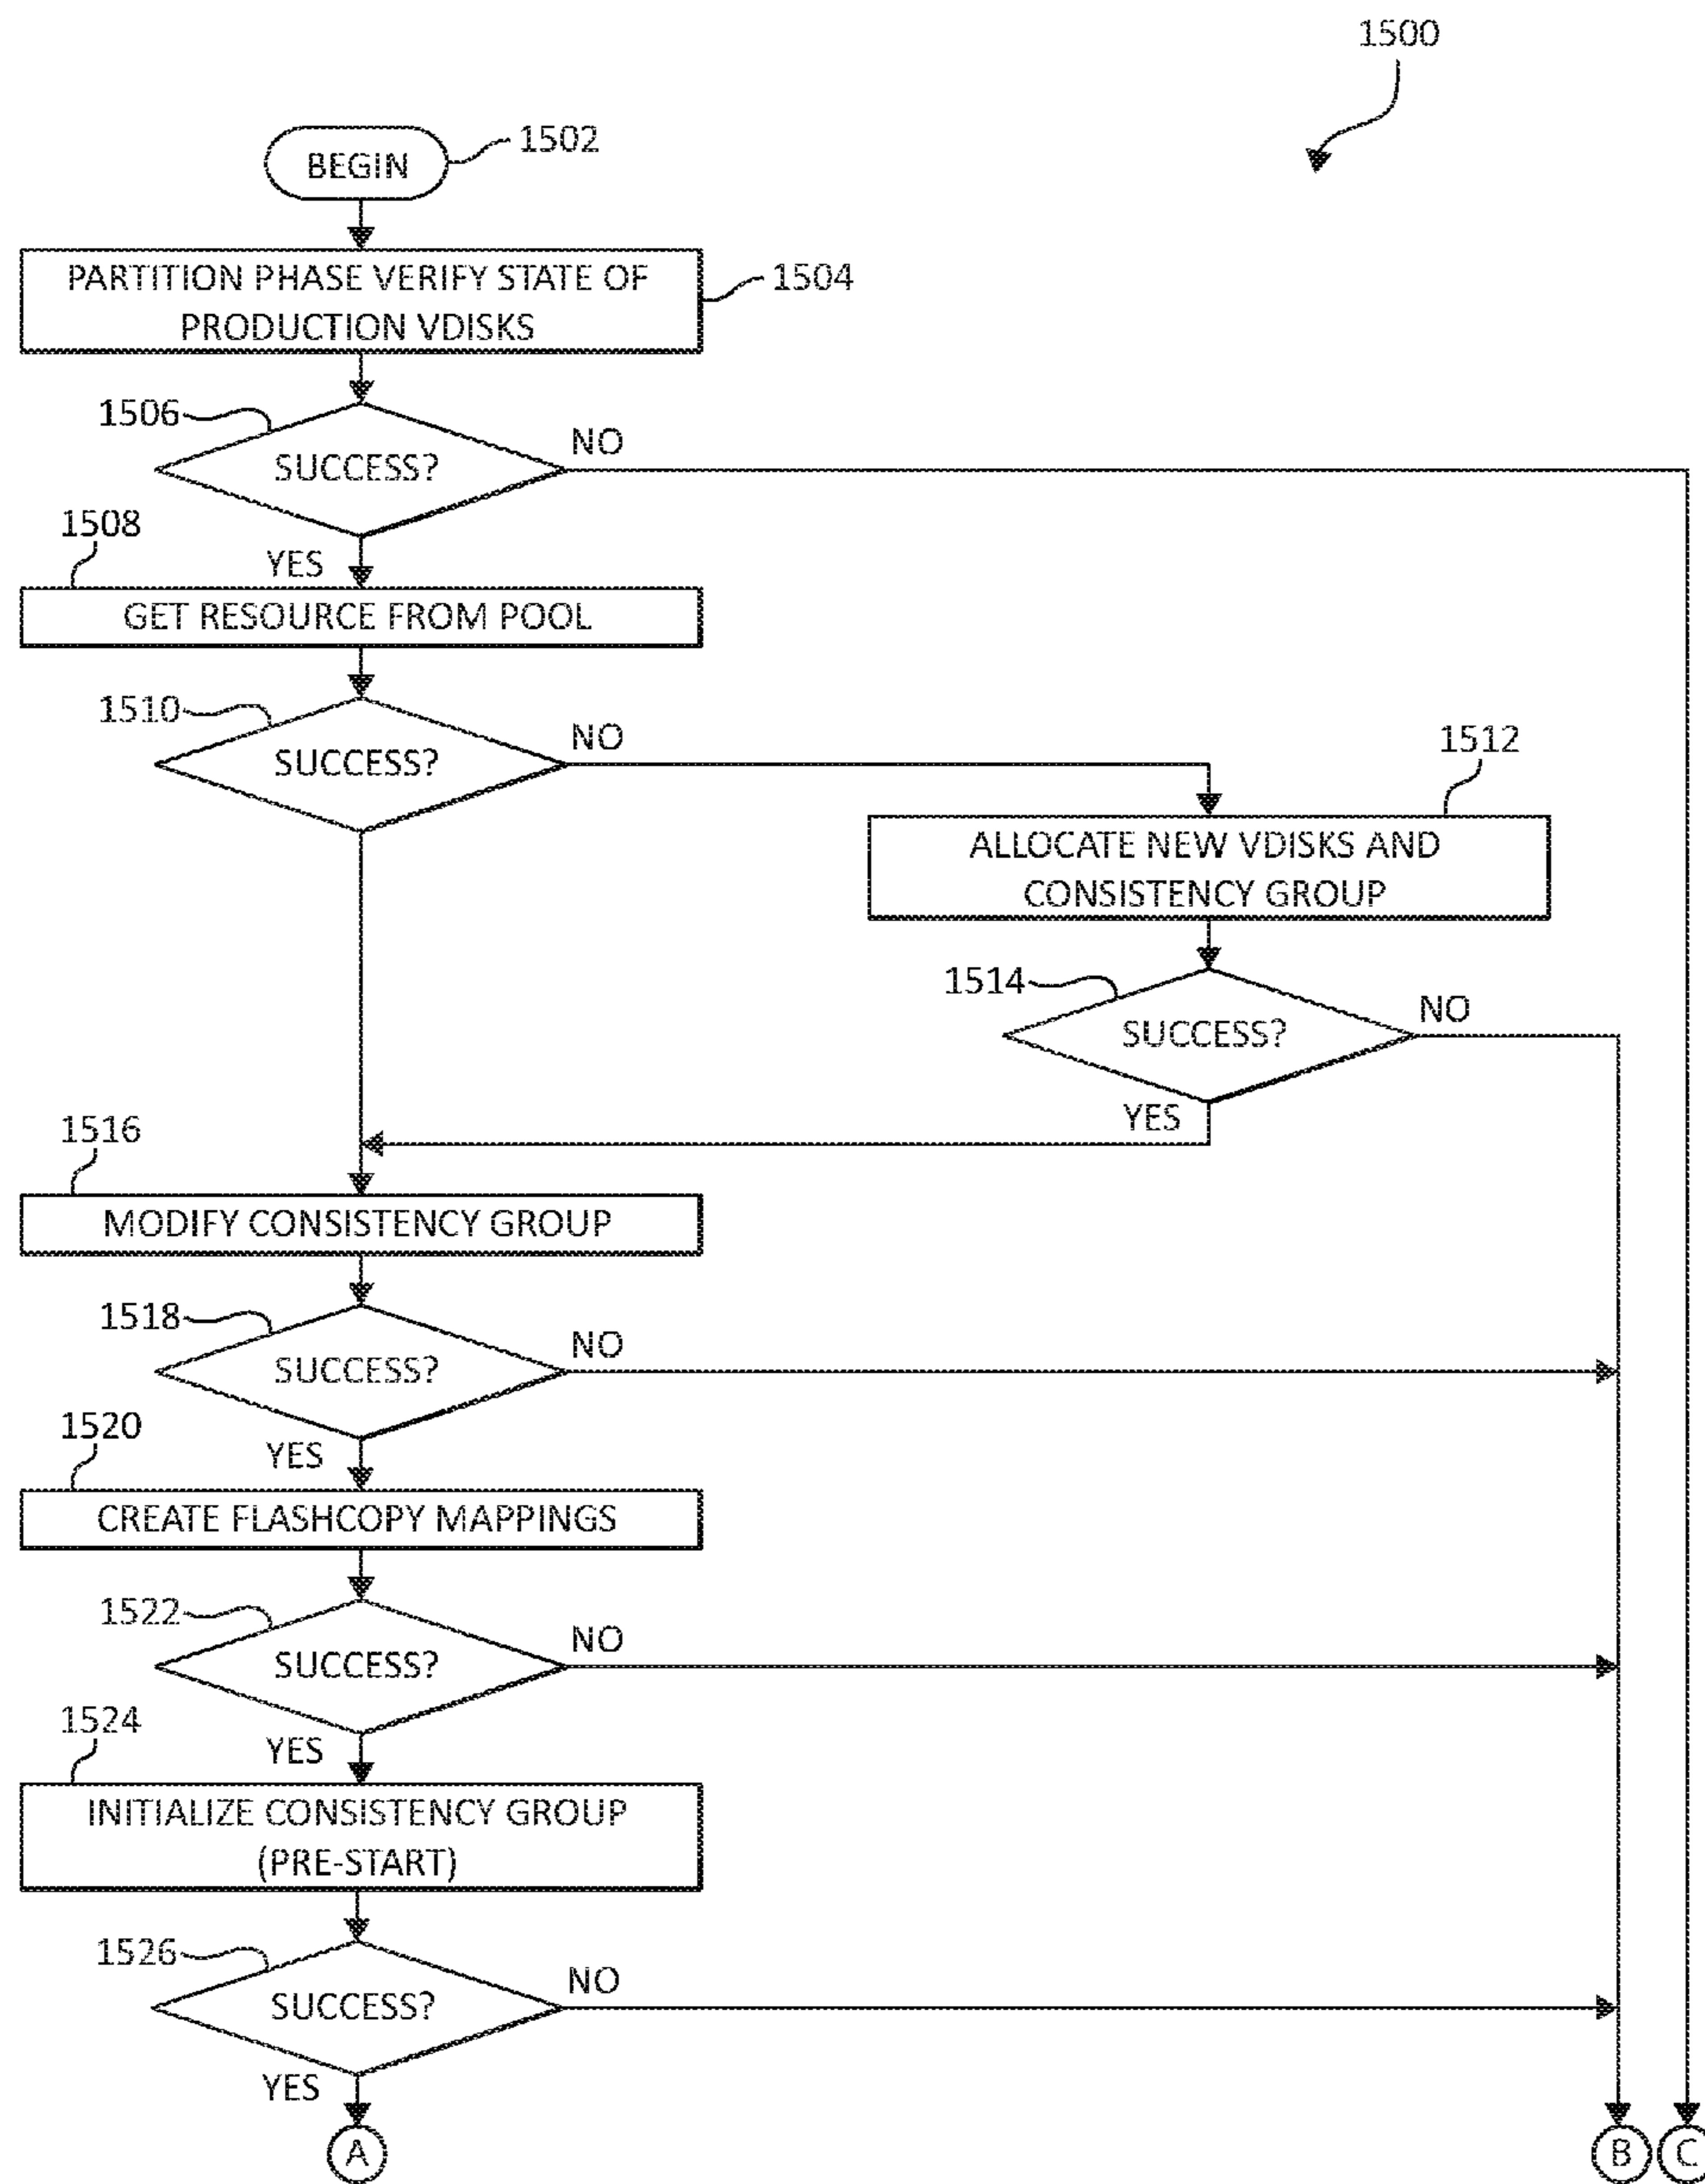 1500
BEGIN
1502
PARTITION PHASE VERIFY STATE OF
PRODUCTION VDISKS
1504
1506
SUCCESS?
NO
1508
YES
GET RESOURCE FROM POOL
1510
SUCCESS?
NO
1512
ALLOCATE NEW VDISKS AND
CONSISTENCY GROUP
1514
SUCCESS?
NO
YES
1516
MODIFY CONSISTENCY GROUP
1518
SUCCESS?
NO
1520
YES
CREATE FLASHCOPY MAPPINGS
1522
SUCCESS?
NO
1524
YES
INITIALIZE CONSISTENCY GROUP
(PRE-START)
1526
SUCCESS?
NO
YES
A
B
C